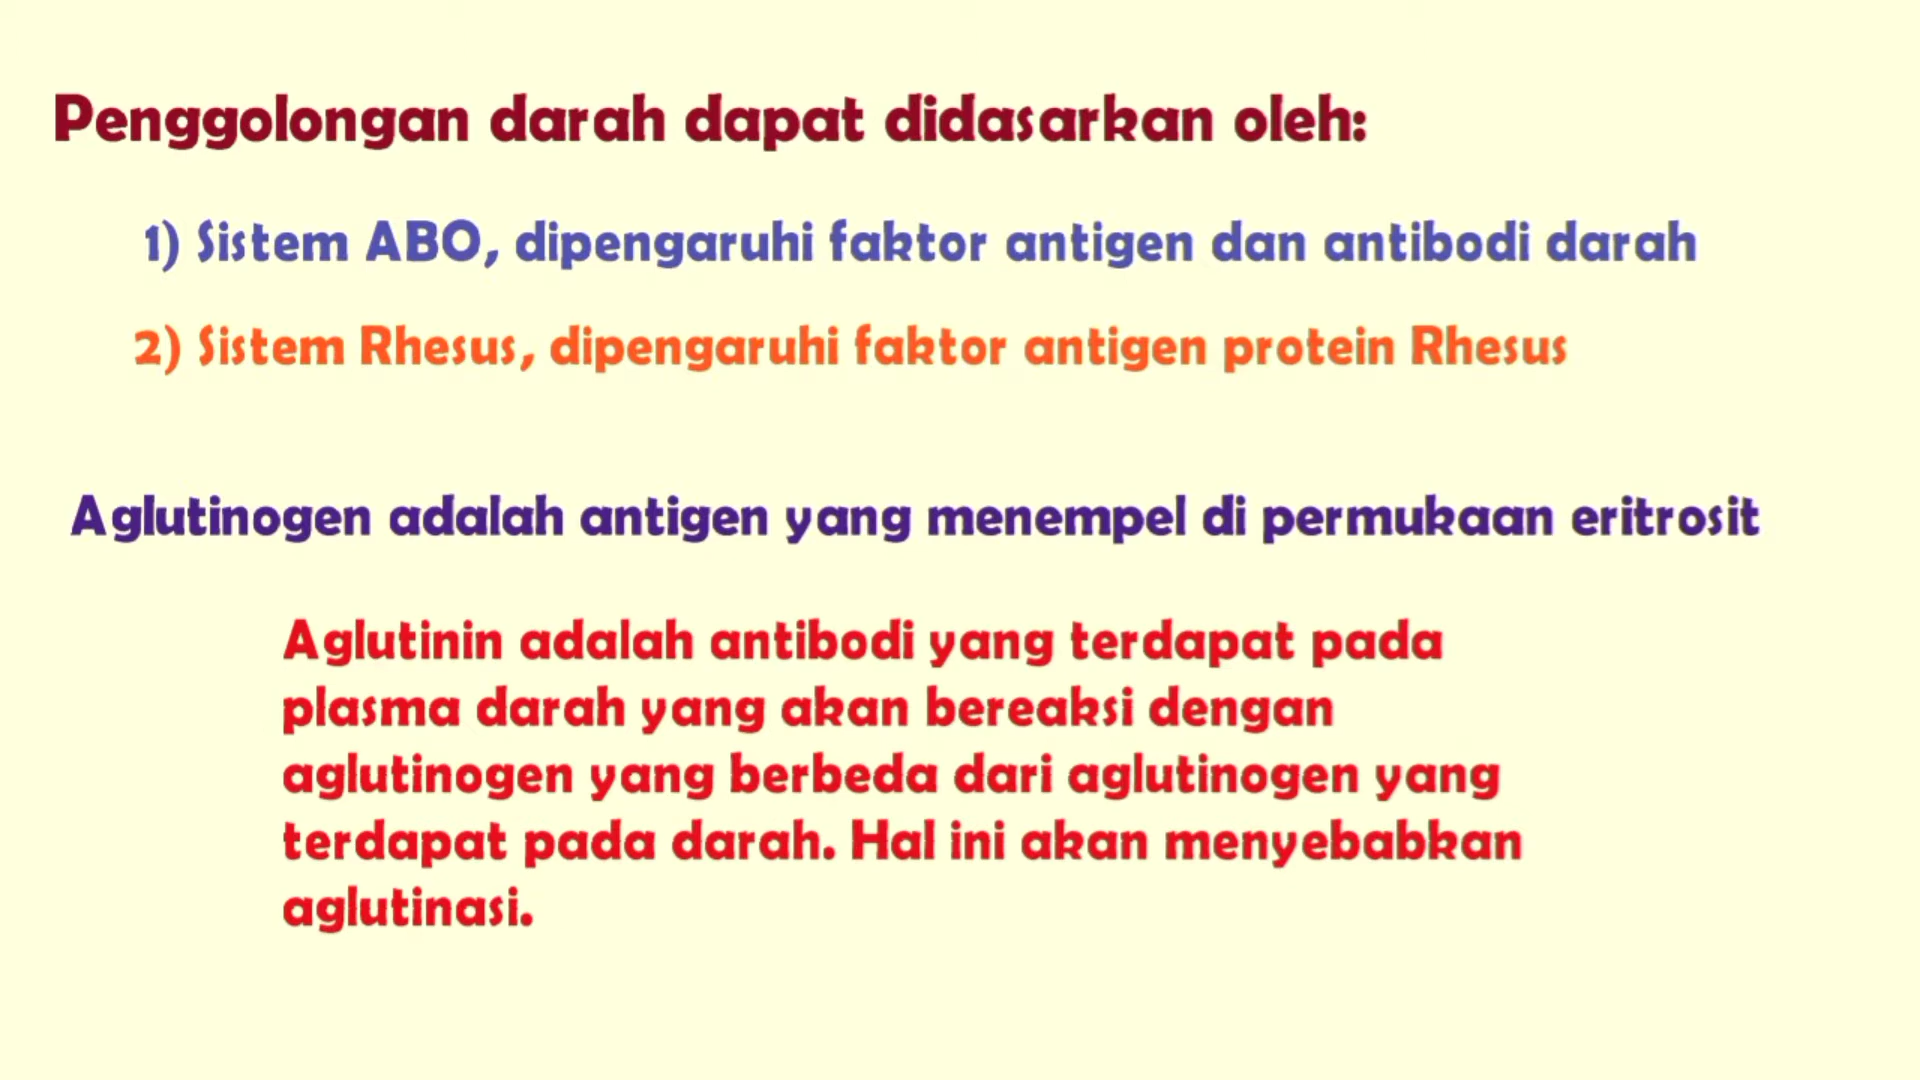 Penggolongan darah dapat didasarkan oleh:
1) Sistem ABO, dipengaruhi faktor antigen dan antibodi darah
2) Sistem Rhesus, dipengaruhi faktor antigen protein Rhesus
Aglutinogen adalah antigen yang menempel di permukaan eritrosit
Aglutinin adalah antibodi yang terdapat pada
plasma darah yang akan bereaksi dengan
aglutinogen yang berbeda dari aglutinogen yang
terdapat pada darah. Hal ini akan menyebabkan
aglutinasi.